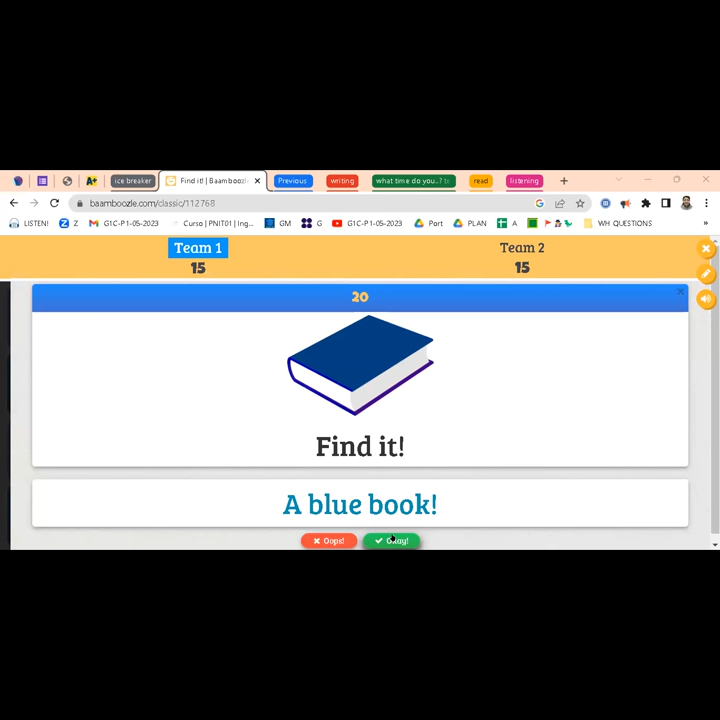 ice breaker
Find it! | Baamboozle
Previous
writing
what time do you..? te
read
listening
baamboozle.com/classic/112768
LISTEN!
Z
G1C-P1-05-2023
Curso | PNIT01 | Ing...
GM
G
G1C-P1-05-2023
Port
PLAN
A
WH QUESTIONS
»
Team 1
Team 2
15
15
20
Find it!
A blue book!
Oops!
Okay!